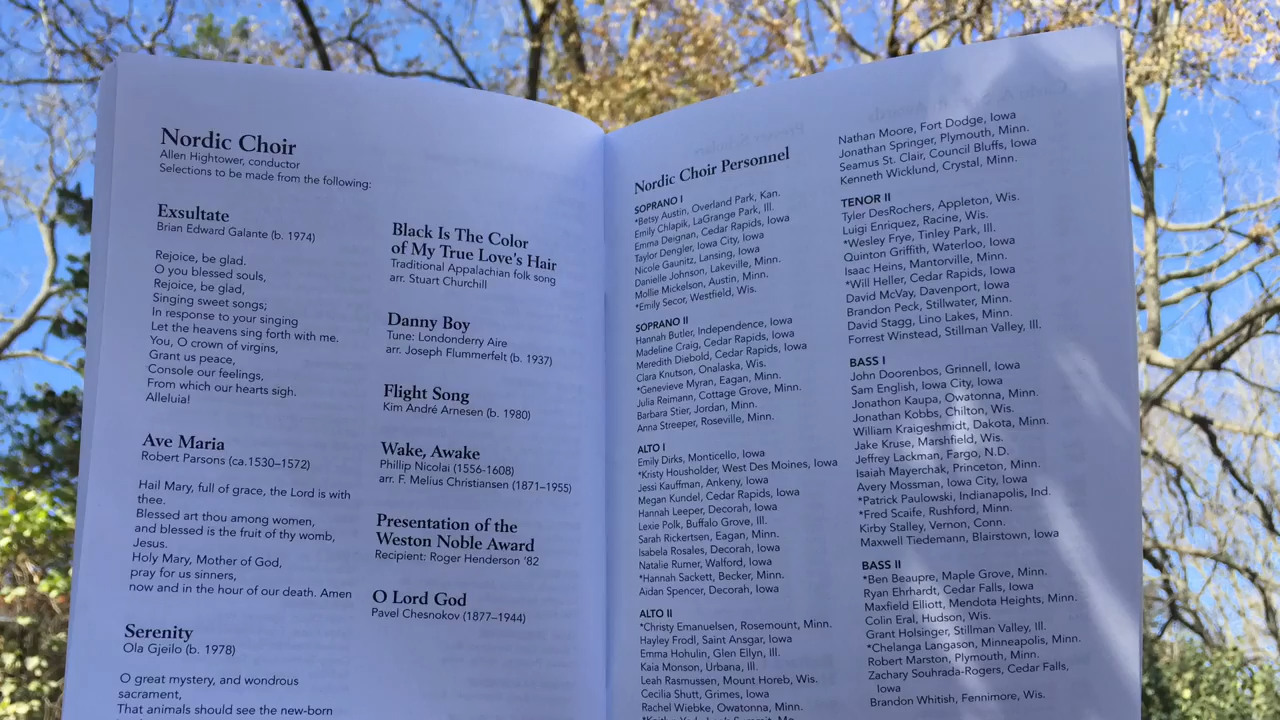 Nordic Choir
Allen Hightower, conductor
Selections to be made from the following:
Exsultate
Brian Edward Galante (b. 1974)
Rejoice, be glad.
O you blessed souls,
Rejoice, be glad,
Singing sweet songs;
In response to your singing
Let the heavens sing forth with me.
You, O crown of virgins,
Grant us peace,
Console our feelings,
From which our hearts sigh.
Alleluia!
Ave Maria
Robert Parsons (ca.1530–1572)
Hail Mary, full of grace, the Lord is with
thee.
Blessed art thou among women,
and blessed is the fruit of thy womb,
Jesus.
Holy Mary, Mother of God,
pray for us sinners,
now and in the hour of our death. Amen
Serenity
Ola Gjeilo (b. 1978)
O great mystery, and wondrous
sacrament,
That animals should see the new-born
Black Is The Color
of My True Love's Hair
Traditional Appalachian folk song
arr. Stuart Churchill
Danny Boy
Tune: Londonderry Aire
arr. Joseph Flummerfelt (b. 1937)
Flight Song
Kim André Arnesen (b. 1980)
Wake, Awake
Phillip Nicolai (1556-1608)
arr. F. Melius Christiansen (1871–1955)
Presentation of the
Weston Noble Award
Recipient: Roger Henderson '82
O Lord God
Pavel Chesnokov (1877–1944)
Nordic Choir Personnel
SOPRANO I
*Betsy Austin, Overland Park, Kan.
Emily Chlapik, LaGrange Park, Ill.
Emma Deignan, Cedar Rapids, Iowa
Taylor Dengler, Iowa City, Iowa
Nicole Gaunitz, Lansing, Iowa
Danielle Johnson, Lakeville, Minn.
Mollie Mickelson, Austin, Minn.
*Emily Secor, Westfield, Wis.
SOPRANO II
Hannah Butler, Independence, Iowa
Madeline Craig, Cedar Rapids, Iowa
Meredith Diebold, Cedar Rapids, Iowa
Clara Knutson, Onalaska, Wis.
*Genevieve Myran, Eagan, Minn.
Julia Reimann, Cottage Grove, Minn.
Barbara Stier, Jordan, Minn.
Anna Streeper, Roseville, Minn.
ALTO I
Emily Dirks, Monticello, Iowa
*Kristy Housholder, West Des Moines, Iowa
Jessi Kauffman, Ankeny, Iowa
Megan Kundel, Cedar Rapids, Iowa
Hannah Leeper, Decorah, Iowa
Lexie Polk, Buffalo Grove, Ill.
Sarah Rickertsen, Eagan, Minn.
Isabela Rosales, Decorah, Iowa
Natalie Rumer, Walford, Iowa
*Hannah Sackett, Becker, Minn.
Aidan Spencer, Decorah, Iowa
ALTO II
*Christy Emanuelsen, Rosemount, Minn.
Hayley Frodl, Saint Ansgar, Iowa
Emma Hohulin, Glen Ellyn, Ill.
Kaia Monson, Urbana, Ill.
Leah Rasmussen, Mount Horeb, Wis.
Cecilia Shutt, Grimes, Iowa
Rachel Wiebke, Owatonna, Minn.
Nathan Moore, Fort Dodge, Iowa
Jonathan Springer, Plymouth, Minn.
Seamus St. Clair, Council Bluffs, Iowa
Kenneth Wicklund, Crystal, Minn.
TENOR II
Tyler DesRochers, Appleton, Wis.
Luigi Enriquez, Racine, Wis.
*Wesley Frye, Tinley Park, Ill.
Quinton Griffith, Waterloo, Iowa
Isaac Heins, Mantorville, Minn.
*Will Heller, Cedar Rapids, Iowa
David McVay, Davenport, Iowa
Brandon Peck, Stillwater, Minn.
David Stagg, Lino Lakes, Minn.
Forrest Winstead, Stillman Valley, Ill.
BASS I
John Doorenbos, Grinnell, Iowa
Sam English, Iowa City, Iowa
Jonathon Kaupa, Owatonna, Minn.
Jonathan Kobbs, Chilton, Wis.
William Kraigeshmidt, Dakota, Minn.
Jake Kruse, Marshfield, Wis.
Jeffrey Lackman, Fargo, N.D.
Isaiah Mayerchak, Princeton, Minn.
Avery Mossman, Iowa City, Iowa
*Patrick Paulowski, Indianapolis, Ind.
*Fred Scaife, Rushford, Minn.
Kirby Stalley, Vernon, Conn.
Maxwell Tiedemann, Blairstown, Iowa
BASS II
*Ben Beaupre, Maple Grove, Minn.
Ryan Ehrhardt, Cedar Falls, Iowa
Maxfield Elliott, Mendota Heights, Minn.
Colin Eral, Hudson, Wis.
Grant Holsinger, Stillman Valley, Ill.
*Chelanga Langason, Minneapolis, Minn.
Robert Marston, Plymouth, Minn.
Zachary Souhrada-Rogers, Cedar Falls,
Iowa
Brandon Whitish, Fennimore, Wis.